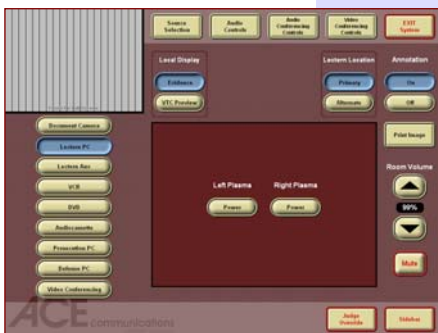 Source
Selection
Audio
Controls
Audio
Conferencing
Controls
Video
Conferencing
Controls
EXIT
System
Local Display
Evidence
VTC Preview
Lectern Location
Primary
Alternate
Annotation
On
Off
Print Image
Room Volume
99%
Mute
Document Camera
Lectern PC
Lectern Aux
VCR
DVD
Audiocassette
Prosecution PC
Defense PC
Video Conferencing
Left Plasma
Right Plasma
Power
Power
ACE communications
Judge
Override
Sidebar